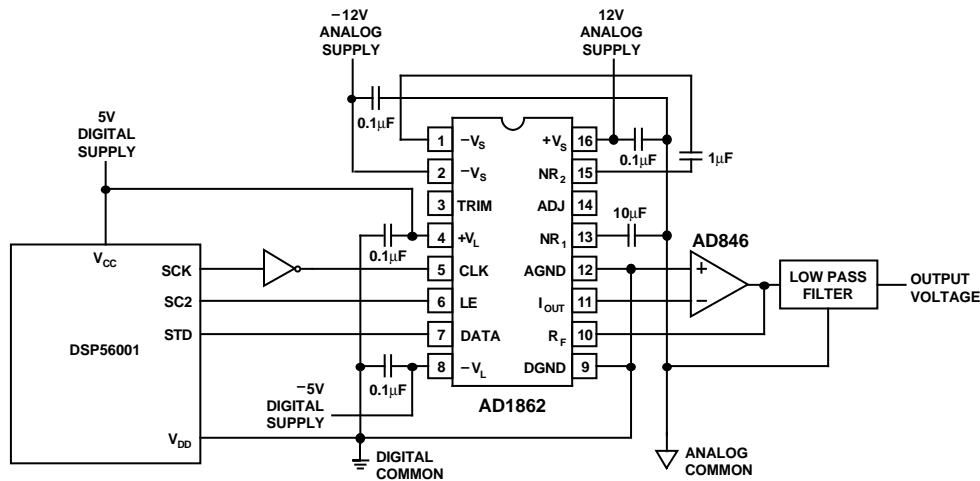 −12V
ANALOG
SUPPLY
12V
ANALOG
SUPPLY
0.1μF
5V
DIGITAL
SUPPLY
1 −VS
2 −VS
3 TRIM
4 +VL
5 CLK
6 LE
7 DATA
8 −VL
+VS 16
NR2 15
ADJ 14
NR1 13
AGND 12
IOUT 11
RF 10
DGND 9
AD1862
0.1μF
1μF
10μF
0.1μF
0.1μF
VCC
SCK
SC2
STD
DSP56001
VDD
−5V
DIGITAL
SUPPLY
DIGITAL
COMMON
AD846
+
−
LOW PASS
FILTER
OUTPUT
VOLTAGE
ANALOG
COMMON